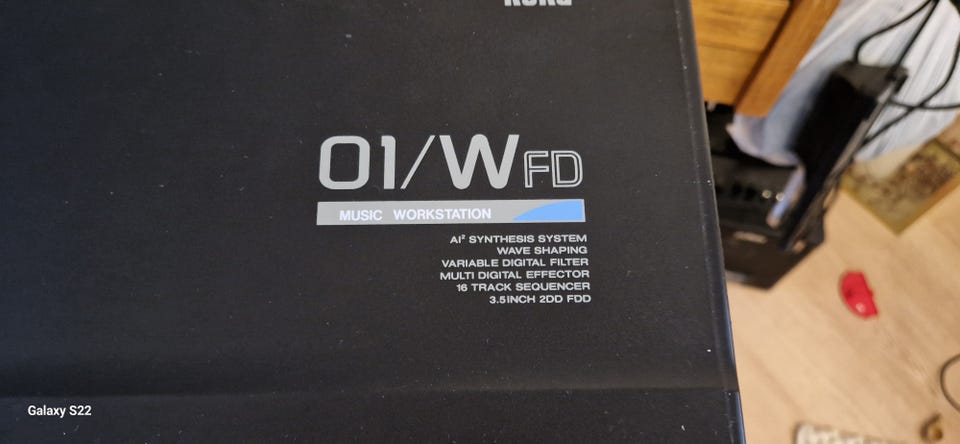 KORG
01/WFD
MUSIC WORKSTATION
AI² SYNTHESIS SYSTEM
WAVE SHAPING
VARIABLE DIGITAL FILTER
MULTI DIGITAL EFFECTOR
16 TRACK SEQUENCER
3.5INCH 2DD FDD
Galaxy S22